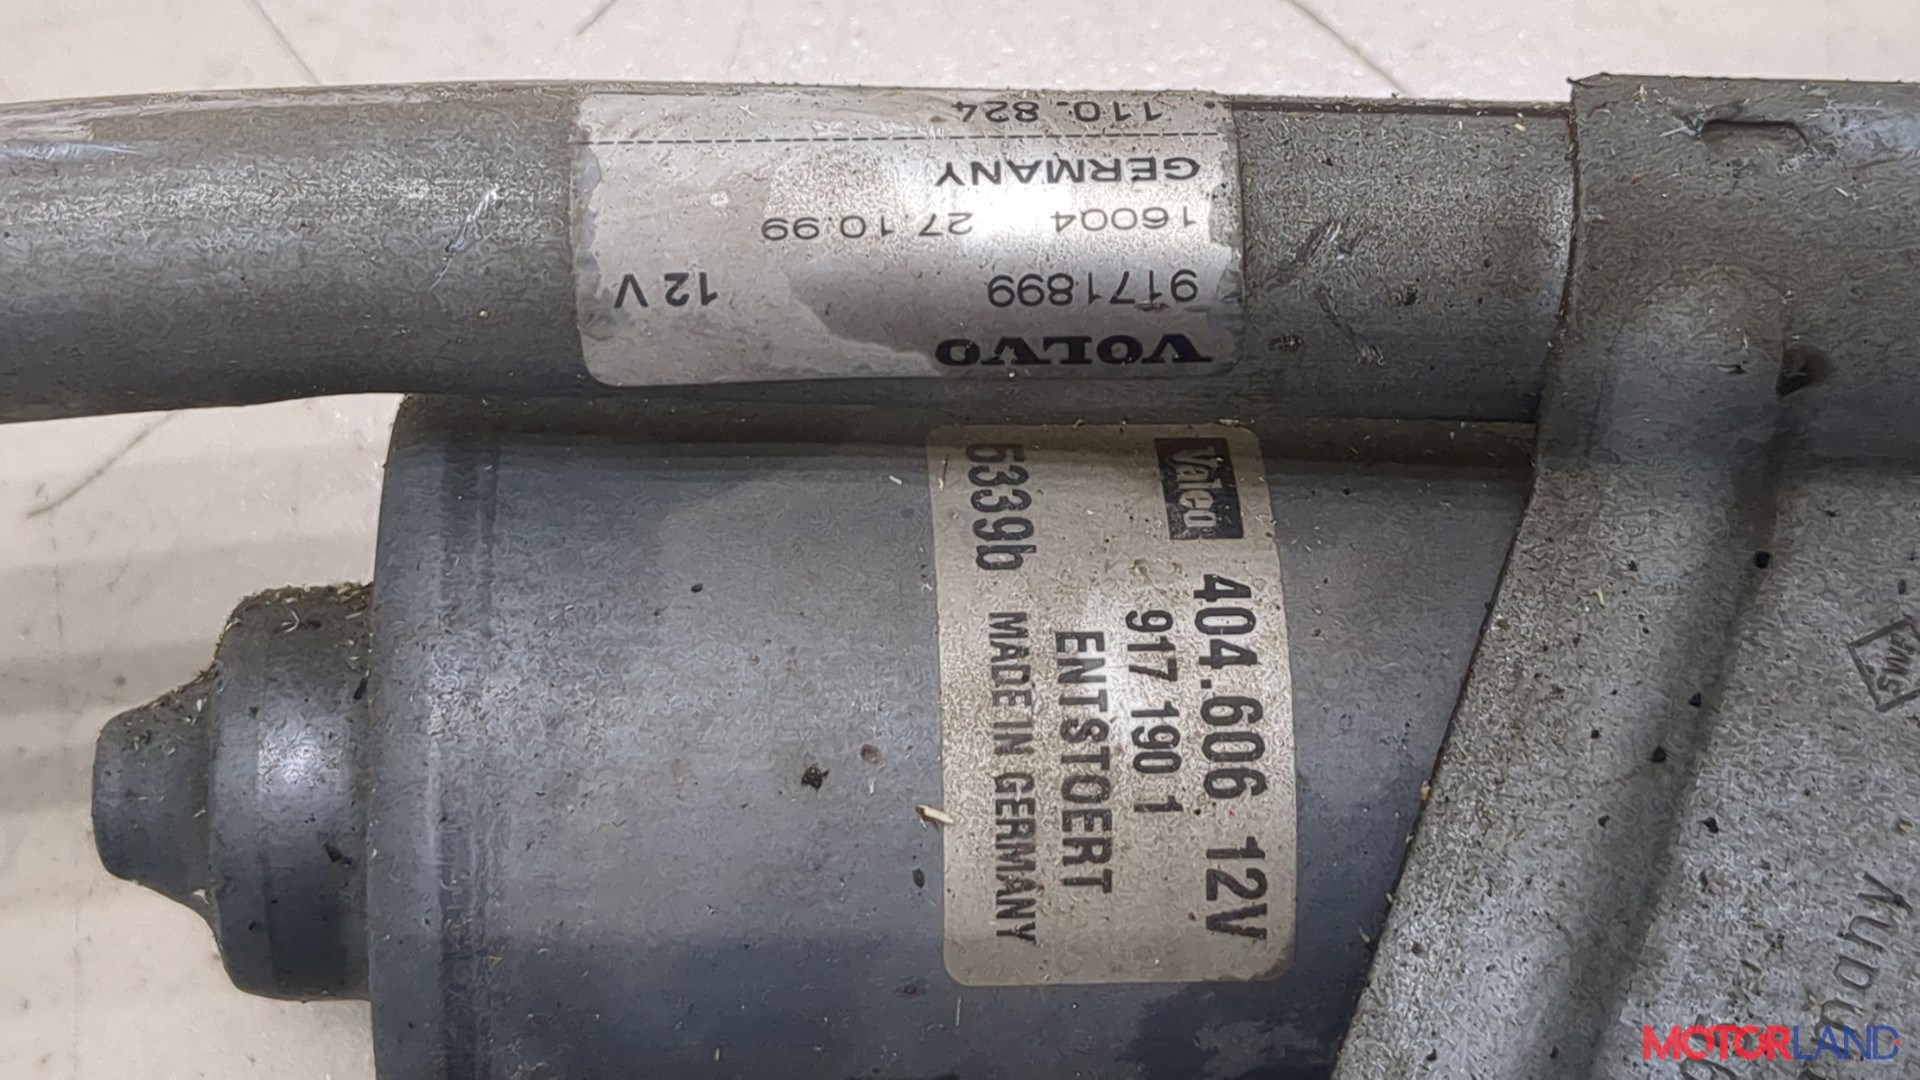 VOLVO
9171899 12 V
16004 27.10.99
GERMANY
110.824
Valeo
404.606 12V
917 190 1
ENTSTOERT
5339b MADE IN GERMANY
many
MOTORLAND